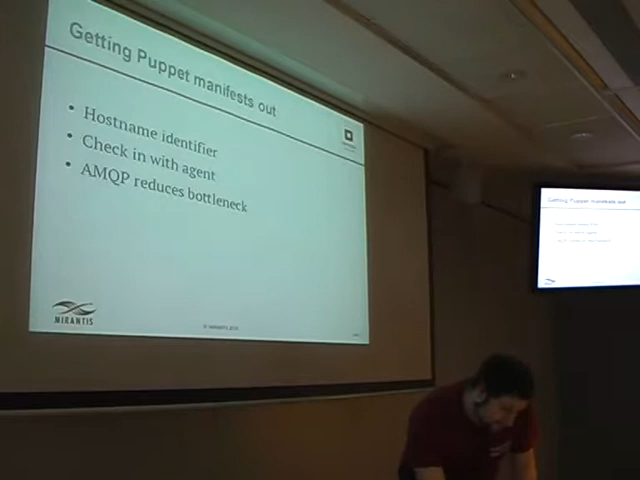 Getting Puppet manifests out
• Hostname identifier
• Check in with agent
• AMQP reduces bottleneck
MIRANTIS
Getting Puppet manifests out